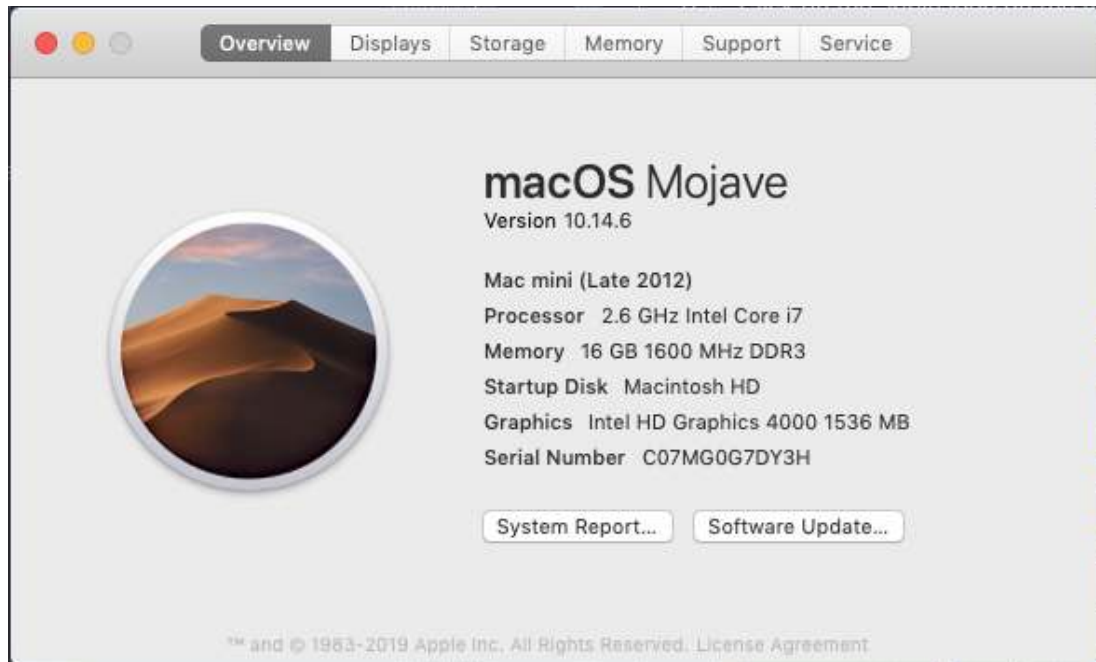 Overview Displays Storage Memory Support Service
macOS Mojave
Version 10.14.6
Mac mini (Late 2012)
Processor 2.6 GHz Intel Core i7
Memory 16 GB 1600 MHz DDR3
Startup Disk Macintosh HD
Graphics Intel HD Graphics 4000 1536 MB
Serial Number C07MG0G7DY3H
System Report... Software Update...
™ and © 1983-2019 Apple Inc. All Rights Reserved. License Agreement